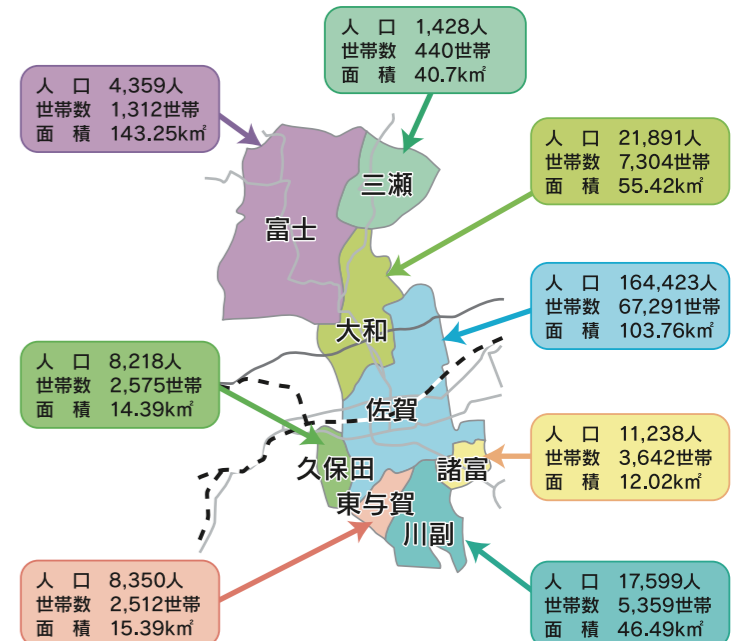 人　口　1,428人
世帯数　440世帯
面　積　40.7k㎡
人　口　4,359人
世帯数　1,312世帯
面　積　143.25k㎡
人　口　21,891人
世帯数　7,304世帯
面　積　55.42k㎡
三瀬
富士
人　口　164,423人
世帯数　67,291世帯
面　積　103.76k㎡
大和
人　口　8,218人
世帯数　2,575世帯
面　積　14.39k㎡
佐賀
人　口　11,238人
世帯数　3,642世帯
面　積　12.02k㎡
久保田
諸富
東与賀
川副
人　口　8,350人
世帯数　2,512世帯
面　積　15.39k㎡
人　口　17,599人
世帯数　5,359世帯
面　積　46.49k㎡